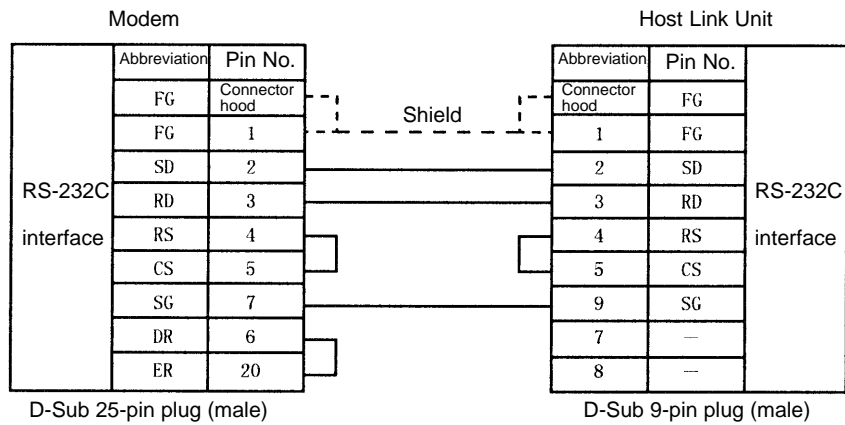 Modem
Host Link Unit
Abbreviation Pin No.
FG Connector hood
FG 1
SD 2
RD 3
RS 4
CS 5
SG 7
DR 6
ER 20
RS-232C
interface
Shield
Abbreviation Pin No.
Connector hood FG
1 FG
2 SD
3 RD
4 RS
5 CS
9 SG
7 —
8 —
RS-232C
interface
D-Sub 25-pin plug (male)
D-Sub 9-pin plug (male)